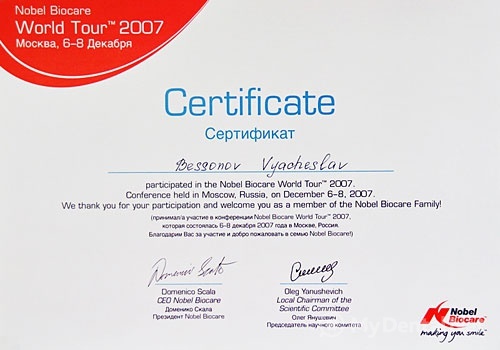 Nobel Biocare
World Tour™ 2007
Москва, 6–8 Декабря
Certificate
Сертификат
Bessonov Vyacheslav
participated in the Nobel Biocare World Tour™ 2007.
Conference held in Moscow, Russia, on December 6–8, 2007.
We thank you for your participation and welcome you as a member of the Nobel Biocare Family!
(принимал/а участие в конференции Nobel Biocare World Tour™ 2007,
которая состоялась 6–8 декабря 2007 года в Москве, Россия.
Благодарим Вас за участие и добро пожаловать в семью Nobel Biocare!)
Domenico Scala
CEO Nobel Biocare
Доменико Скала
Президент Nobel Biocare
Oleg Yanushevich
Local Chairman of the
Scientific Committee
Олег Янушевич
Председатель научного комитета
Nobel
Biocare™
making you smile™